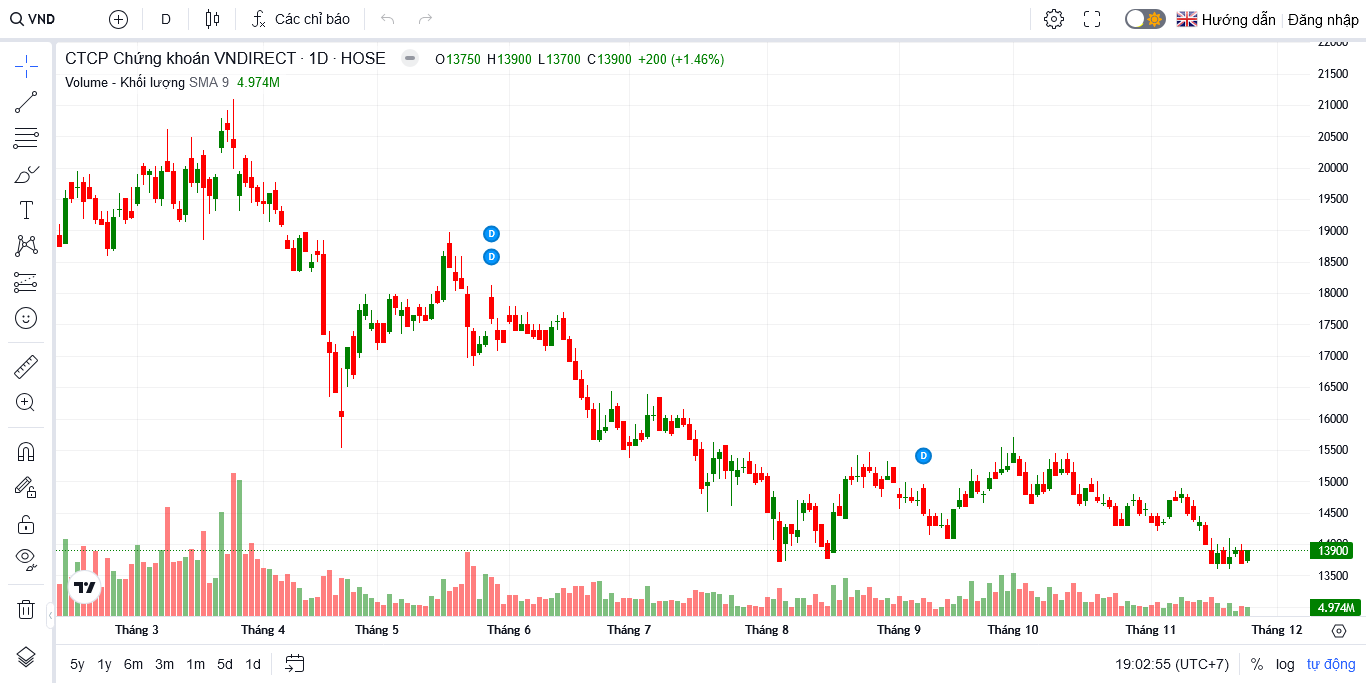 VND D Các chỉ báo Hướng dẫn Đăng nhập
CTCP Chứng khoán VNDIRECT · 1D · HOSE O13750 H13900 L13700 C13900 +200 (+1.46%)
Volume - Khối lượng SMA 9 4.974M
D
D
D
22000
21500
21000
20500
20000
19500
19000
18500
18000
17500
17000
16500
16000
15500
15000
14500
14000
13900
13500
4.974M
Tháng 3 Tháng 4 Tháng 5 Tháng 6 Tháng 7 Tháng 8 Tháng 9 Tháng 10 Tháng 11 Tháng 12
5y 1y 6m 3m 1m 5d 1d 19:02:55 (UTC+7) % log tự động